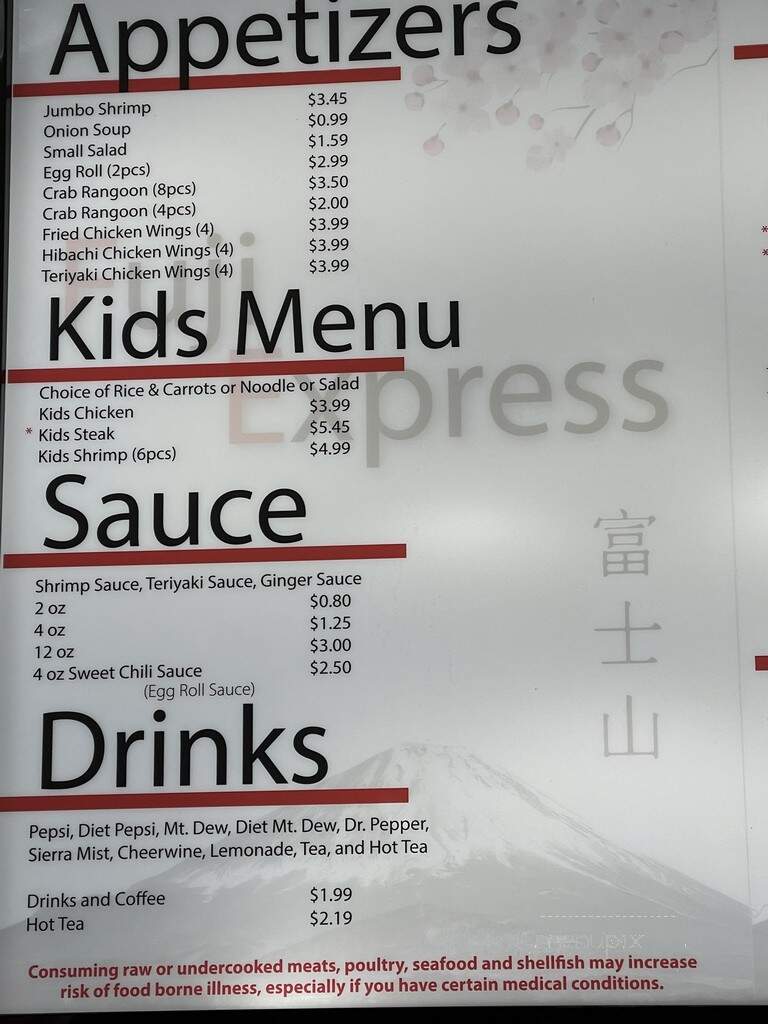 Appetizers
Jumbo Shrimp $3.45
Onion Soup $0.99
Small Salad $1.59
Egg Roll (2pcs) $2.99
Crab Rangoon (8pcs) $3.50
Crab Rangoon (4pcs) $2.00
Fried Chicken Wings (4) $3.99
Hibachi Chicken Wings (4) $3.99
Teriyaki Chicken Wings (4) $3.99
Fuji
Kids Menu
Express
Choice of Rice & Carrots or Noodle or Salad
Kids Chicken $3.99
* Kids Steak $5.45
Kids Shrimp (6pcs) $4.99
Sauce
Shrimp Sauce, Teriyaki Sauce, Ginger Sauce
2 oz $0.80
4 oz $1.25
12 oz $3.00
4 oz Sweet Chili Sauce $2.50
(Egg Roll Sauce)
富
士
山
Drinks
Pepsi, Diet Pepsi, Mt. Dew, Diet Mt. Dew, Dr. Pepper,
Sierra Mist, Cheerwine, Lemonade, Tea, and Hot Tea
Drinks and Coffee $1.99
Hot Tea $2.19
menupix
Consuming raw or undercooked meats, poultry, seafood and shellfish may increase
risk of food borne illness, especially if you have certain medical conditions.